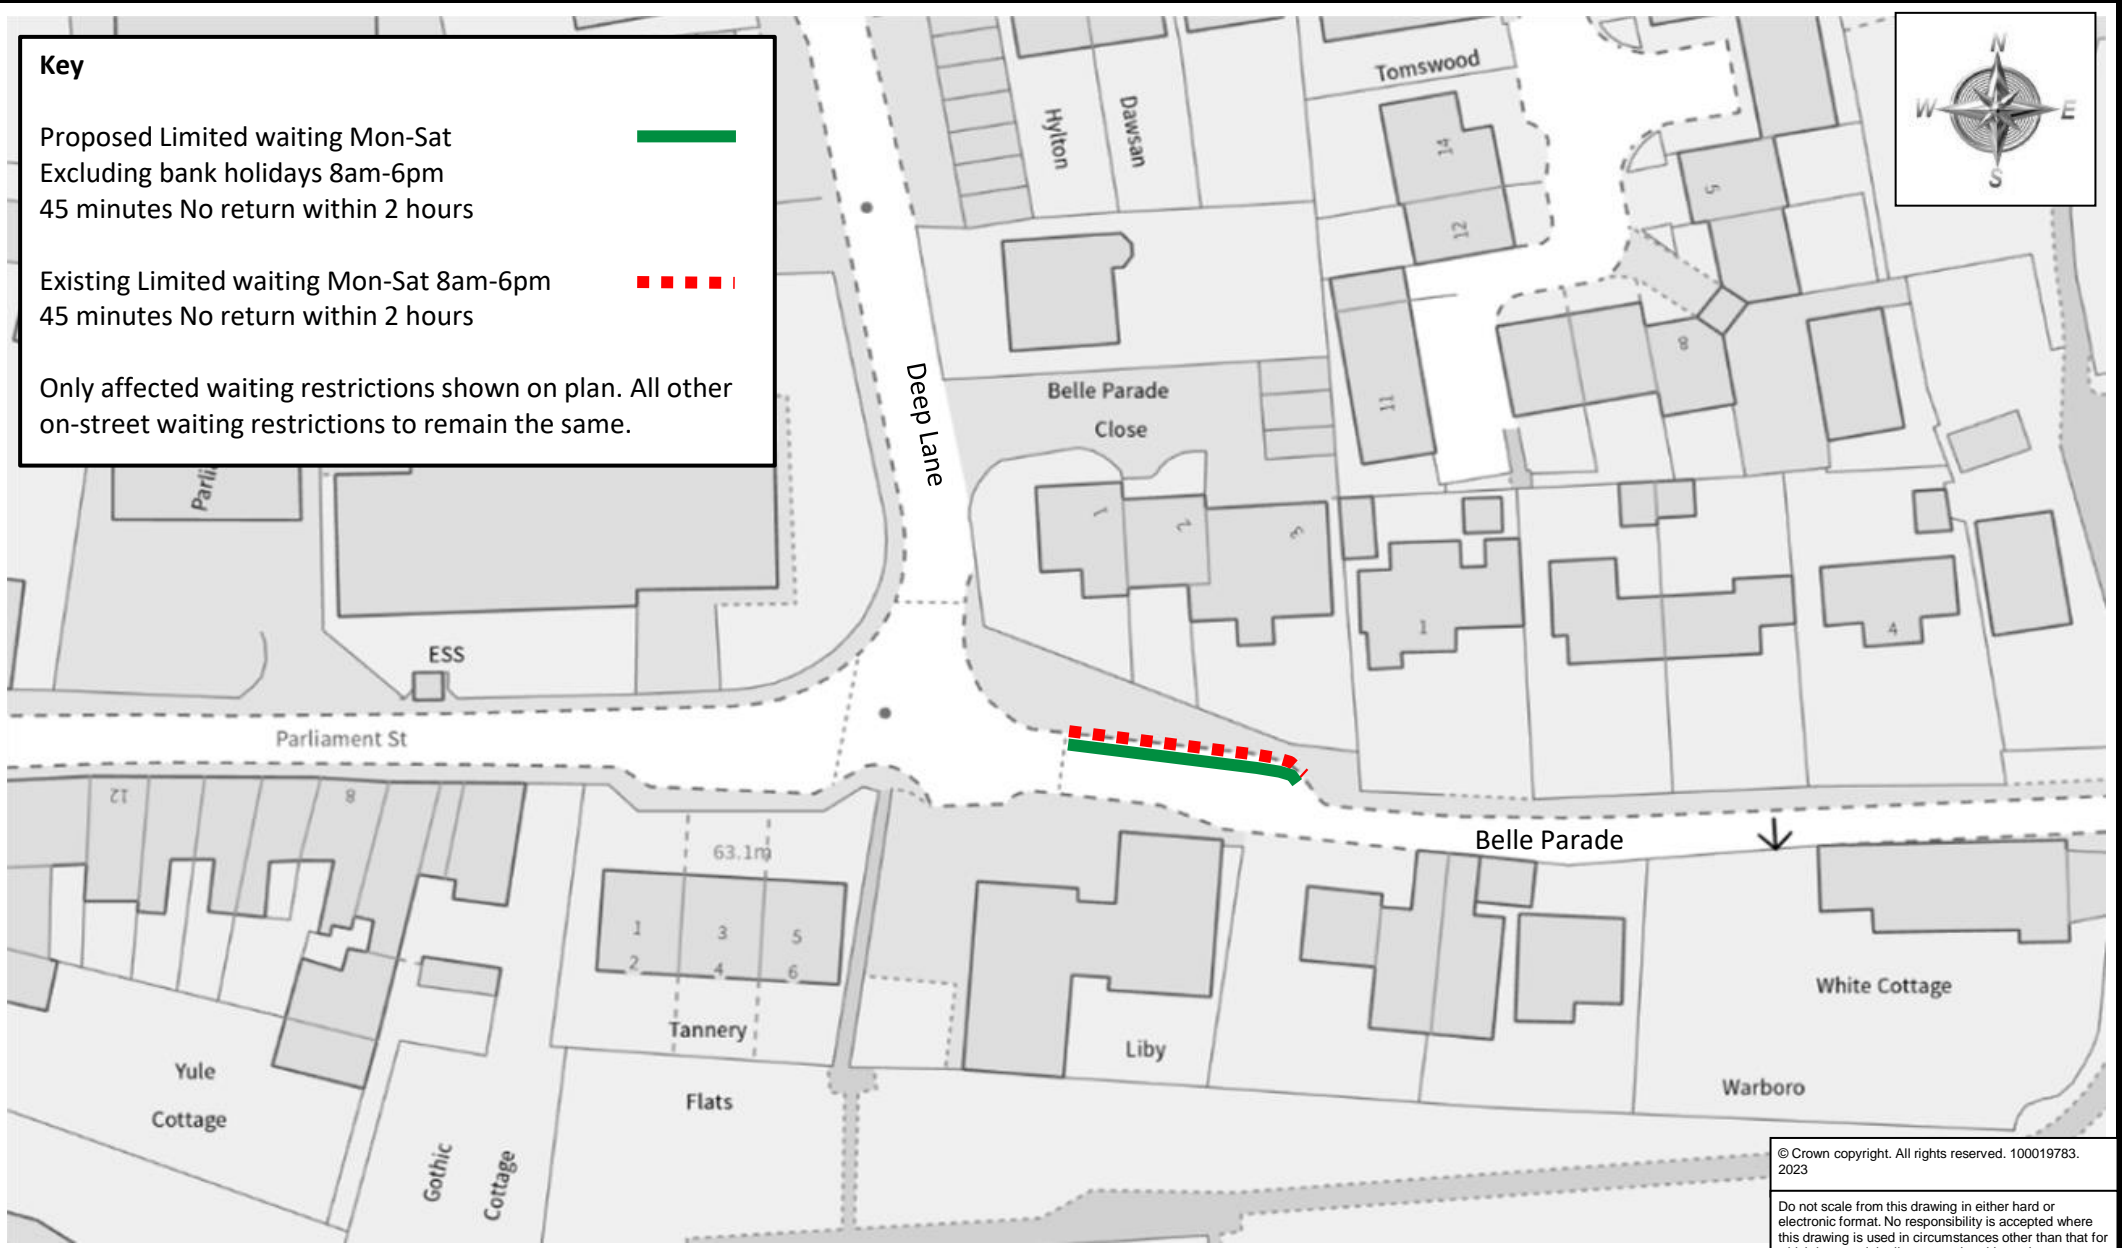 Key
Proposed Limited waiting Mon-Sat
Excluding bank holidays 8am-6pm
45 minutes No return within 2 hours
Existing Limited waiting Mon-Sat 8am-6pm
45 minutes No return within 2 hours
Only affected waiting restrictions shown on plan. All other
on-street waiting restrictions to remain the same.
N
W
E
S
Tomswood
Hylton
Dawsan
14
12
5
11
8
Deep Lane
Belle Parade
Close
1
2
3
1
4
Parli
ESS
Parliament St
12
8
63.1m
Belle Parade
1
3
5
2
4
6
Tannery
Flats
Liby
White Cottage
Warboro
Yule
Cottage
Gothic
Cottage
© Crown copyright. All rights reserved. 100019783.
2023
Do not scale from this drawing in either hard or
electronic format. No responsibility is accepted where
this drawing is used in circumstances other than that for